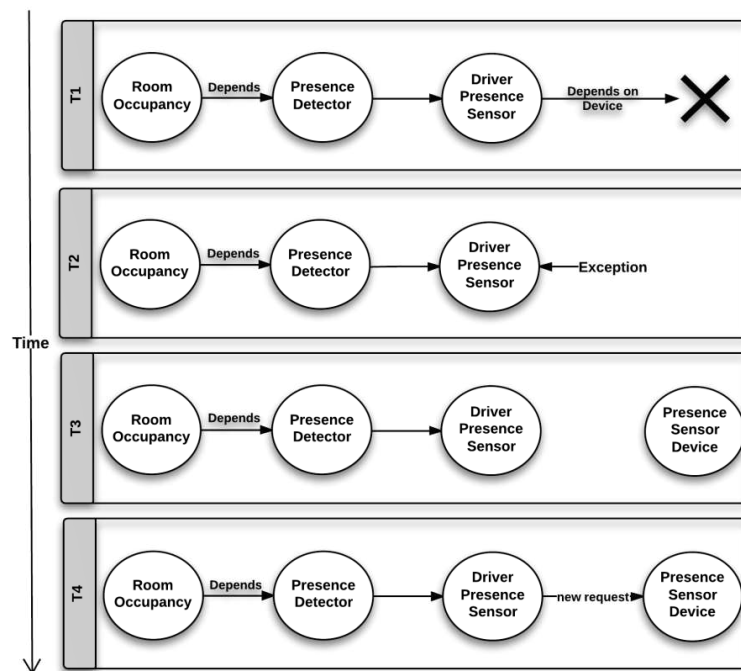 T1
Room
Occupancy
Depends
Presence
Detector
Driver
Presence
Sensor
Depends on
Device
T2
Room
Occupancy
Depends
Presence
Detector
Driver
Presence
Sensor
Exception
Time
T3
Room
Occupancy
Depends
Presence
Detector
Driver
Presence
Sensor
Presence
Sensor
Device
T4
Room
Occupancy
Depends
Presence
Detector
Driver
Presence
Sensor
new request
Presence
Sensor
Device